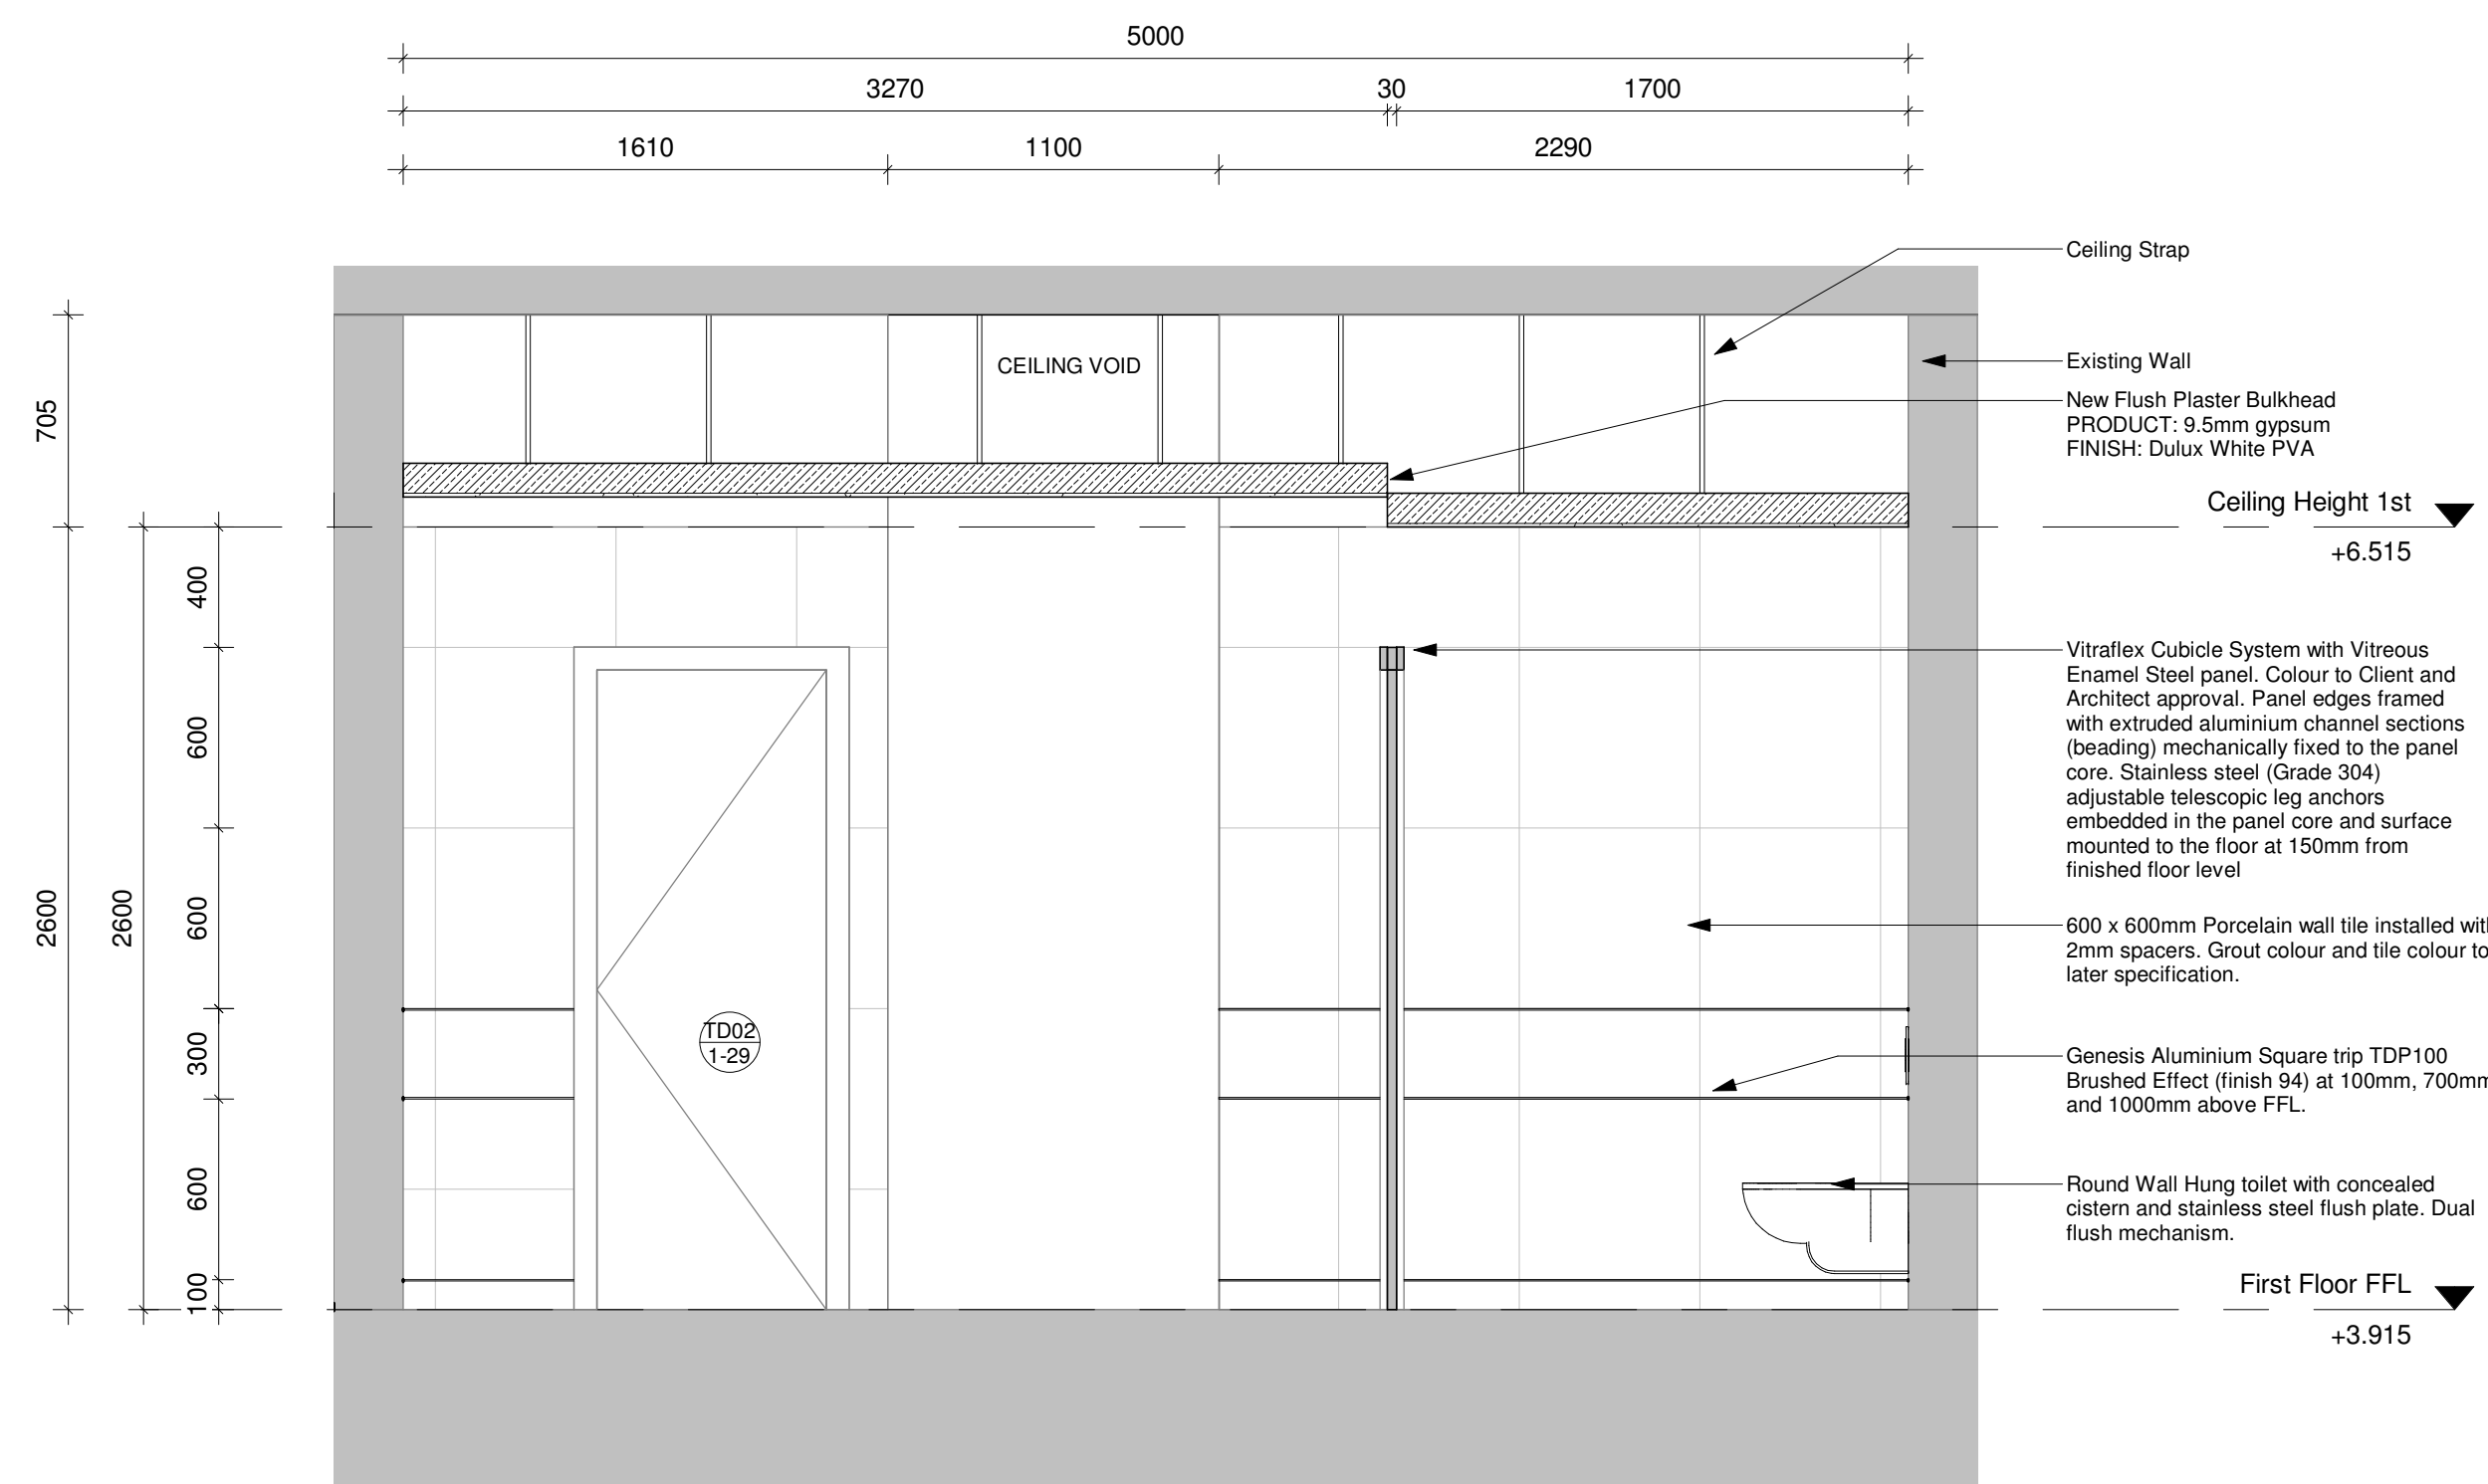 5000
3270 30 1700
1610 1100 2290
Ceiling Strap
CEILING VOID
Existing Wall
New Flush Plaster Bulkhead
PRODUCT: 9.5mm gypsum
FINISH: Dulux White PVA
705
Ceiling Height 1st
+6.515
400
Vitraflex Cubicle System with Vitreous
Enamel Steel panel. Colour to Client and
Architect approval. Panel edges framed
with extruded aluminium channel sections
(beading) mechanically fixed to the panel
core. Stainless steel (Grade 304)
adjustable telescopic leg anchors
embedded in the panel core and surface
mounted to the floor at 150mm from
finished floor level
600
2600
2600
600
600 x 600mm Porcelain wall tile installed with
2mm spacers. Grout colour and tile colour to
later specification.
TD02
1-29
300
Genesis Aluminium Square trip TDP100
Brushed Effect (finish 94) at 100mm, 700mm
and 1000mm above FFL.
600
Round Wall Hung toilet with concealed
cistern and stainless steel flush plate. Dual
flush mechanism.
100
First Floor FFL
+3.915